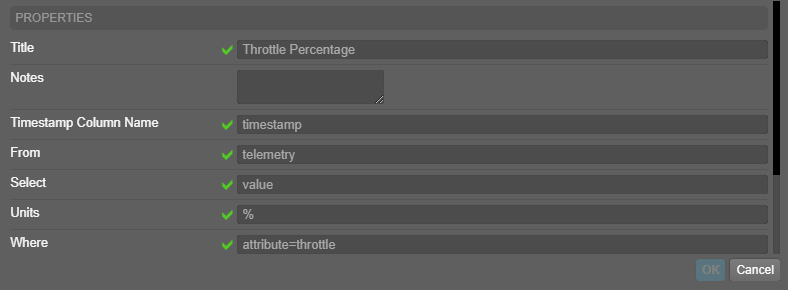 PROPERTIES
Title
Throttle Percentage
Notes
Timestamp Column Name
timestamp
From
telemetry
Select
value
Units
%
Where
attribute=throttle
OK
Cancel